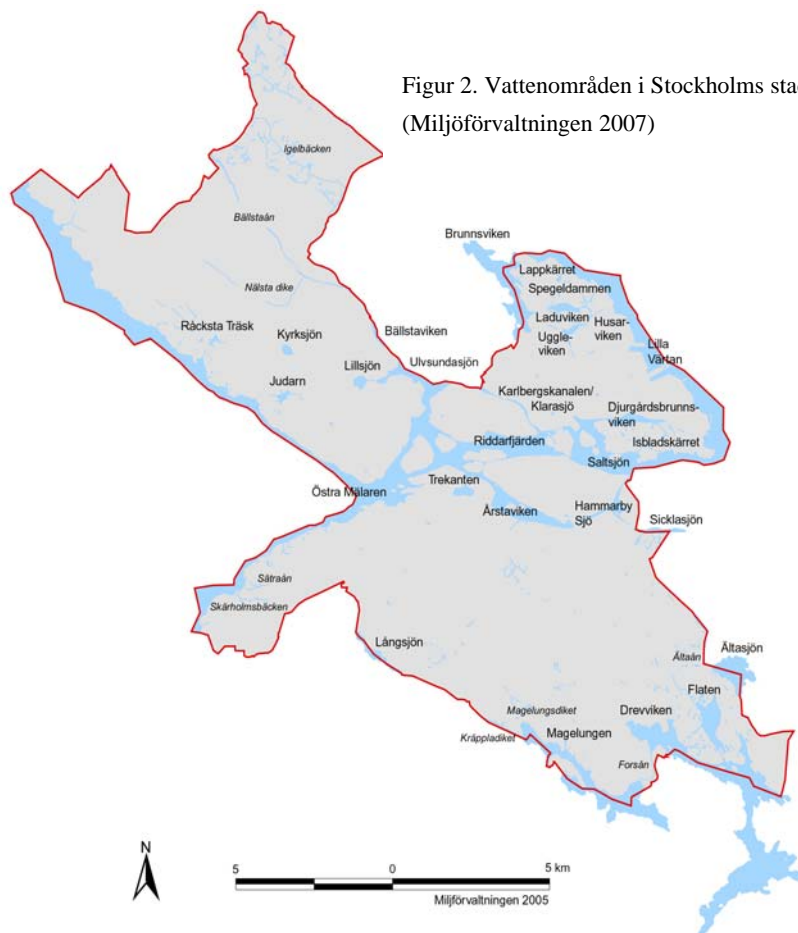 Figur 2. Vattenområden i Stockholms
(Miljöförvaltningen 2007)
Igelbäcken
Bällstaån
Brunnsviken
Lappkärret
Spegeldammen
Nälsta dike
Råcksta Träsk
Kyrksjön
Bällstaviken
Laduviken
Husar-
viken
Uggle-
viken
Lilla
Värtan
Lillsjön
Ulvsundasjön
Judarn
Karlbergskanalen/
Klarasjö
Djurgårdsbrunns-
viken
Riddarfjärden
Isbladskärret
Saltsjön
Östra Mälaren
Trekanten
Årstaviken
Hammarby
Sjö
Sicklasjön
Sätraån
Skärholmsbäcken
Långsjön
Ältaån
Ältasjön
Flaten
Magelungsdiket
Drevviken
Kräppladiket
Magelungen
Forsån
N
5 0 5 km
Miljförvaltningen 2005